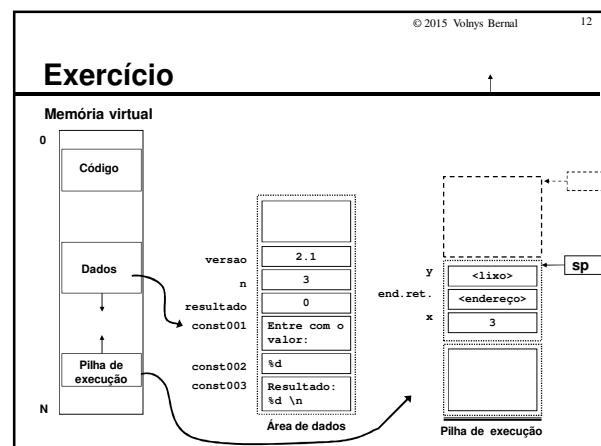 © 2015 Volnys Bernal 12
Exercício
Memória virtual
0
Código
Dados
Pilha de
execução
N
versao 2.1
n 3
resultado 0
const001 Entre com o
valor:
const002 %d
const003 Resultado:
%d \n
Área de dados
y <lixo>
end.ret. <endereço>
x 3
sp
Pilha de execução